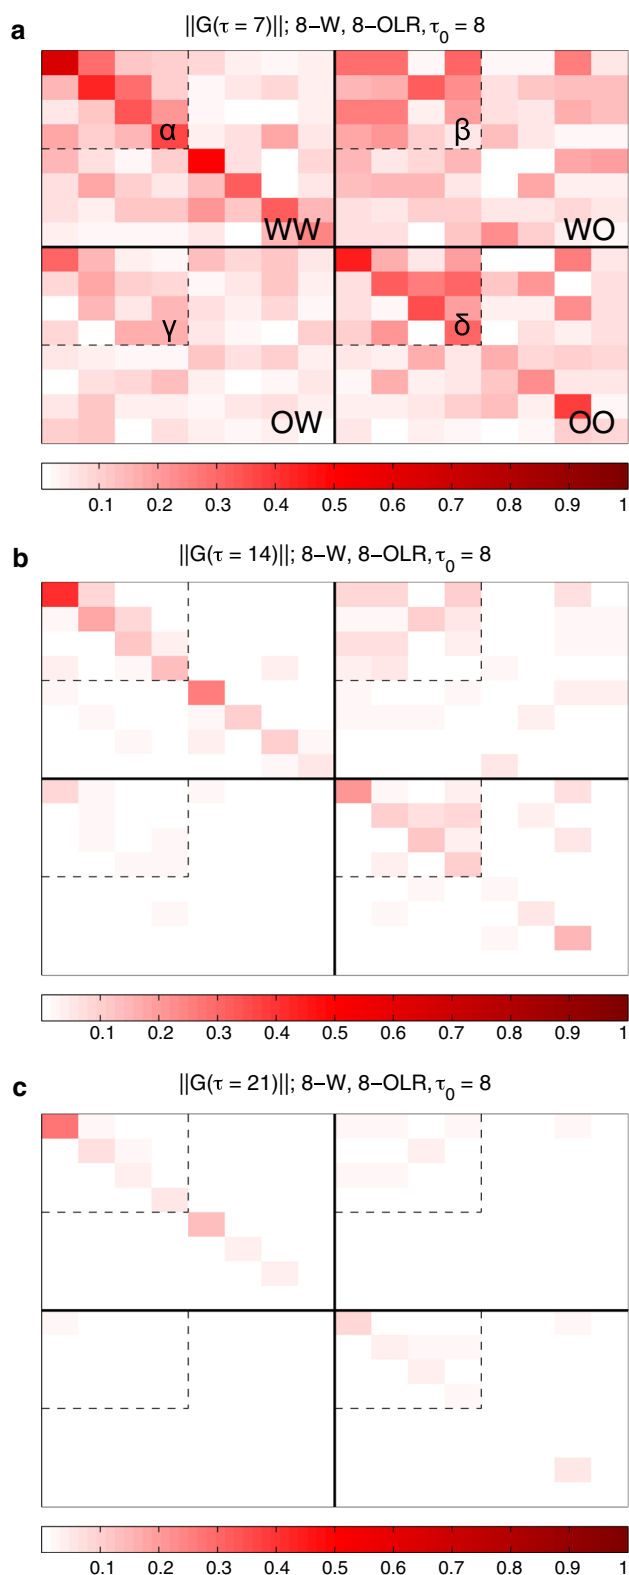 a
||G(τ = 7)||; 8−W, 8−OLR, τ0 = 8
α
β
WW
WO
γ
δ
OW
OO
0.1 0.2 0.3 0.4 0.5 0.6 0.7 0.8 0.9 1
b
||G(τ = 14)||; 8−W, 8−OLR, τ0 = 8
0.1 0.2 0.3 0.4 0.5 0.6 0.7 0.8 0.9 1
c
||G(τ = 21)||; 8−W, 8−OLR, τ0 = 8
0.1 0.2 0.3 0.4 0.5 0.6 0.7 0.8 0.9 1